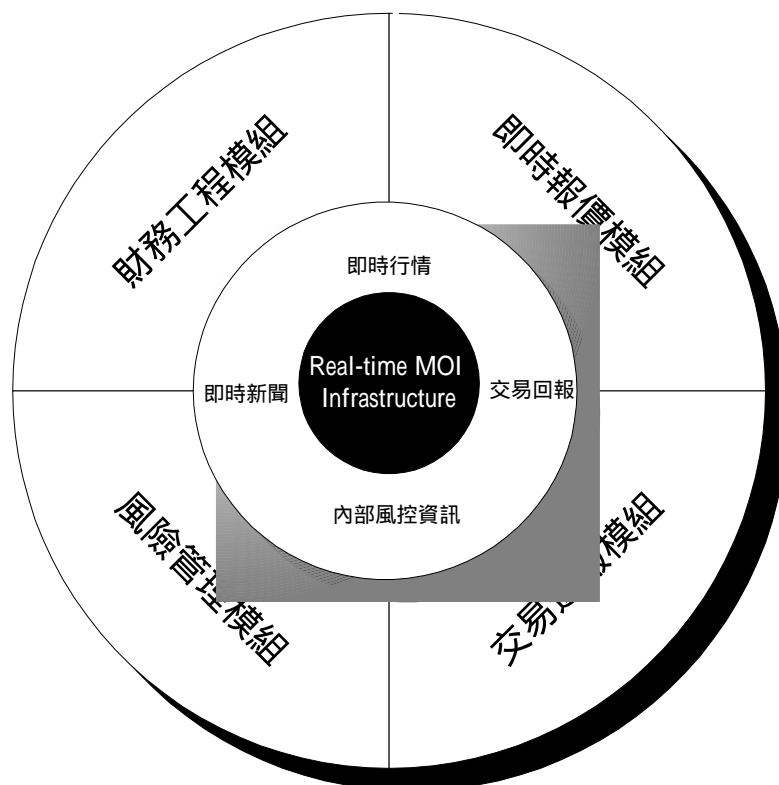 財務工程模組
即時報價模組
即時行情
Real-time MOI
Infrastructure
即時新聞
交易回報
內部風控資訊
風險管理模組
交易 模組